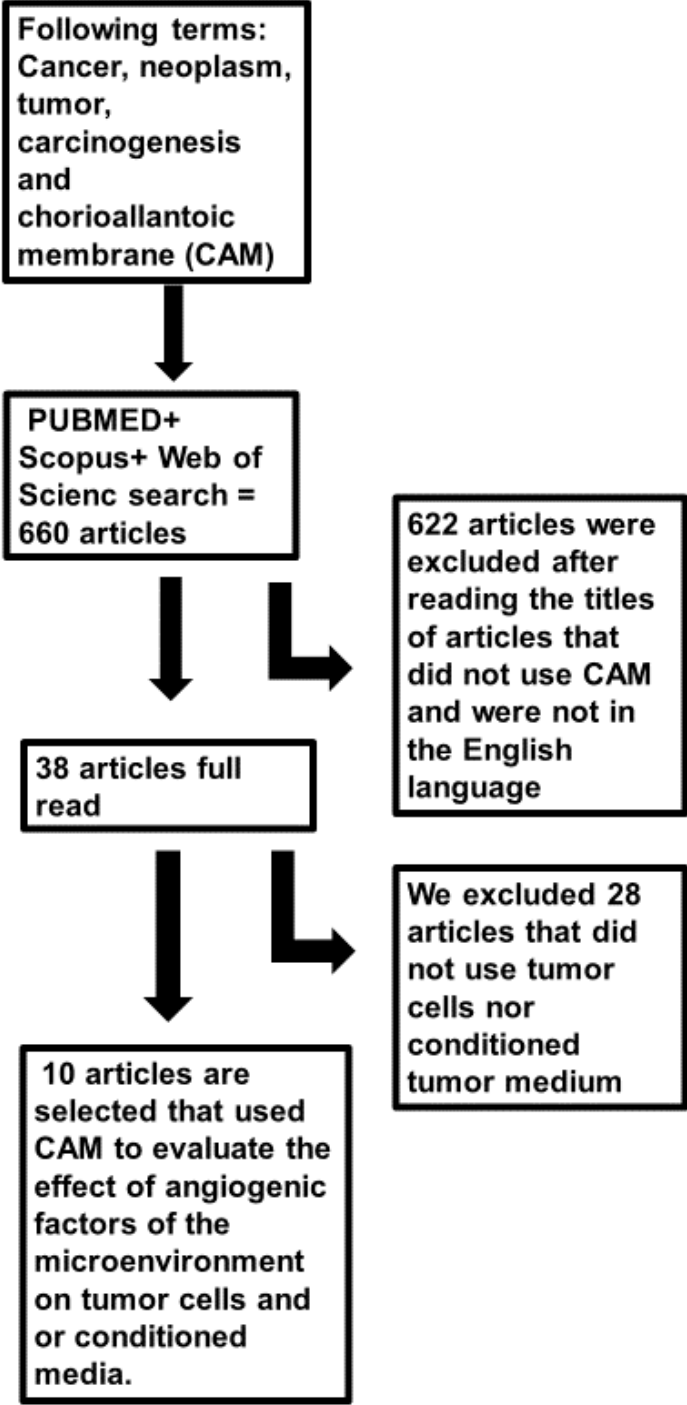 Following terms:
Cancer, neoplasm,
tumor,
carcinogenesis
and
chorioallantoic
membrane (CAM)
PUBMED+
Scopus+ Web of
Scienc search =
660 articles
622 articles were
excluded after
reading the titles
of articles that
did not use CAM
and were not in
the English
language
38 articles full
read
We excluded 28
articles that did
not use tumor
cells nor
conditioned
tumor medium
10 articles are
selected that used
CAM to evaluate the
effect of angiogenic
factors of the
microenvironment
on tumor cells and
or conditioned
media.